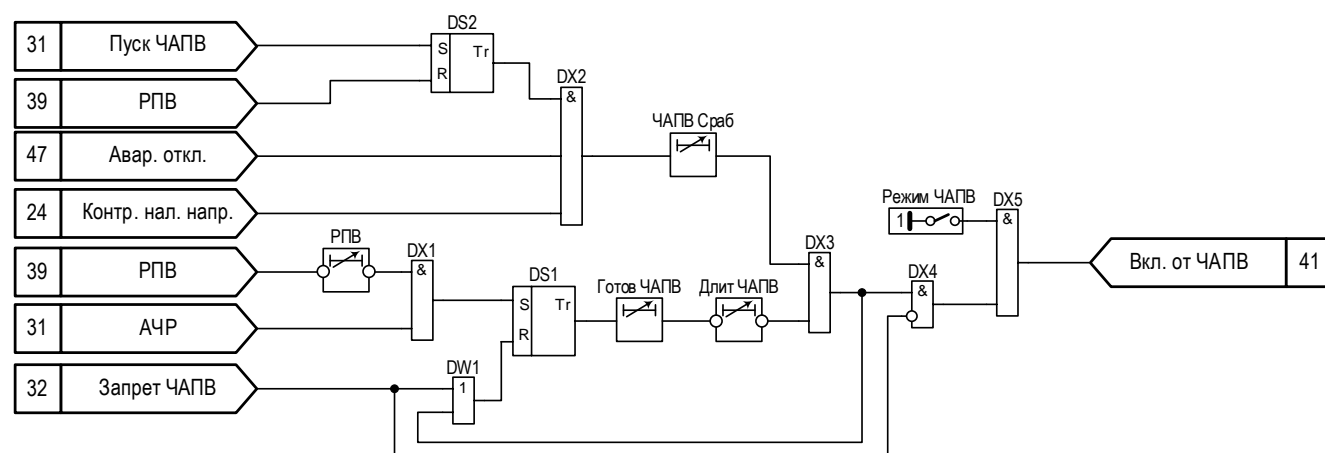 DS2
31 Пуск ЧАПВ
S Tr
R
DX2
&
39 РПВ
ЧАПВ Сраб
47 Авар. откл.
24 Контр. нал. напр.
Режим ЧАПВ
1
DX5
&
РПВ
DX1
&
DX3
&
39 РПВ
Вкл. от ЧАПВ 41
DS1
Готов ЧАПВ
Длит ЧАПВ
DX4
&
S Tr
R
31 АЧР
DW1
1
32 Запрет ЧАПВ